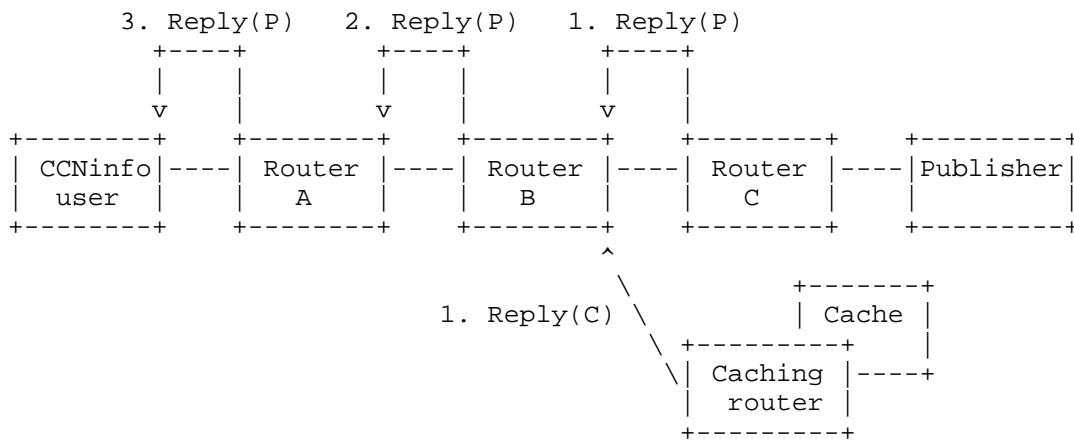 3. Reply(P) 2. Reply(P) 1. Reply(P)
CCNinfo Router Router Router Publisher
user A B C
1. Reply(C) Cache
Caching
router